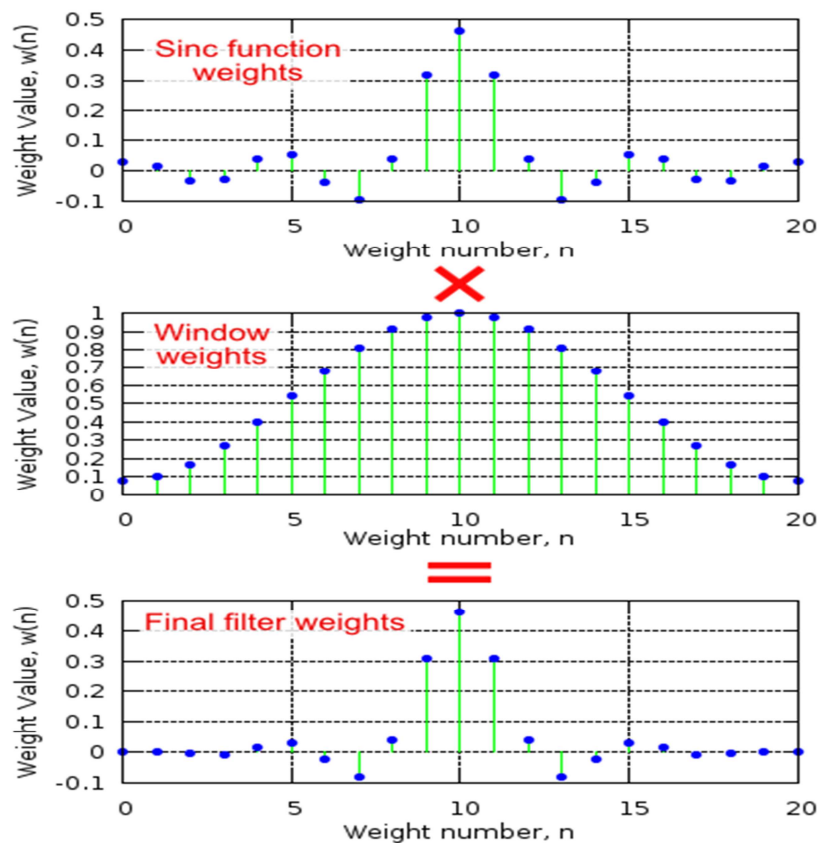 0.5
Sinc function
weights
0.4
0.3
0.2
0.1
0
-0.1
Weight Value, w(n)
0 5 10 15 20
Weight number, n
×
1
0.9
Window
weights
0.8
0.7
0.6
0.5
0.4
0.3
0.2
0.1
0
Weight Value, w(n)
0 5 10 15 20
Weight number, n
=
0.5
Final filter weights
0.4
0.3
0.2
0.1
0
-0.1
Weight Value, w(n)
0 5 10 15 20
Weight number, n